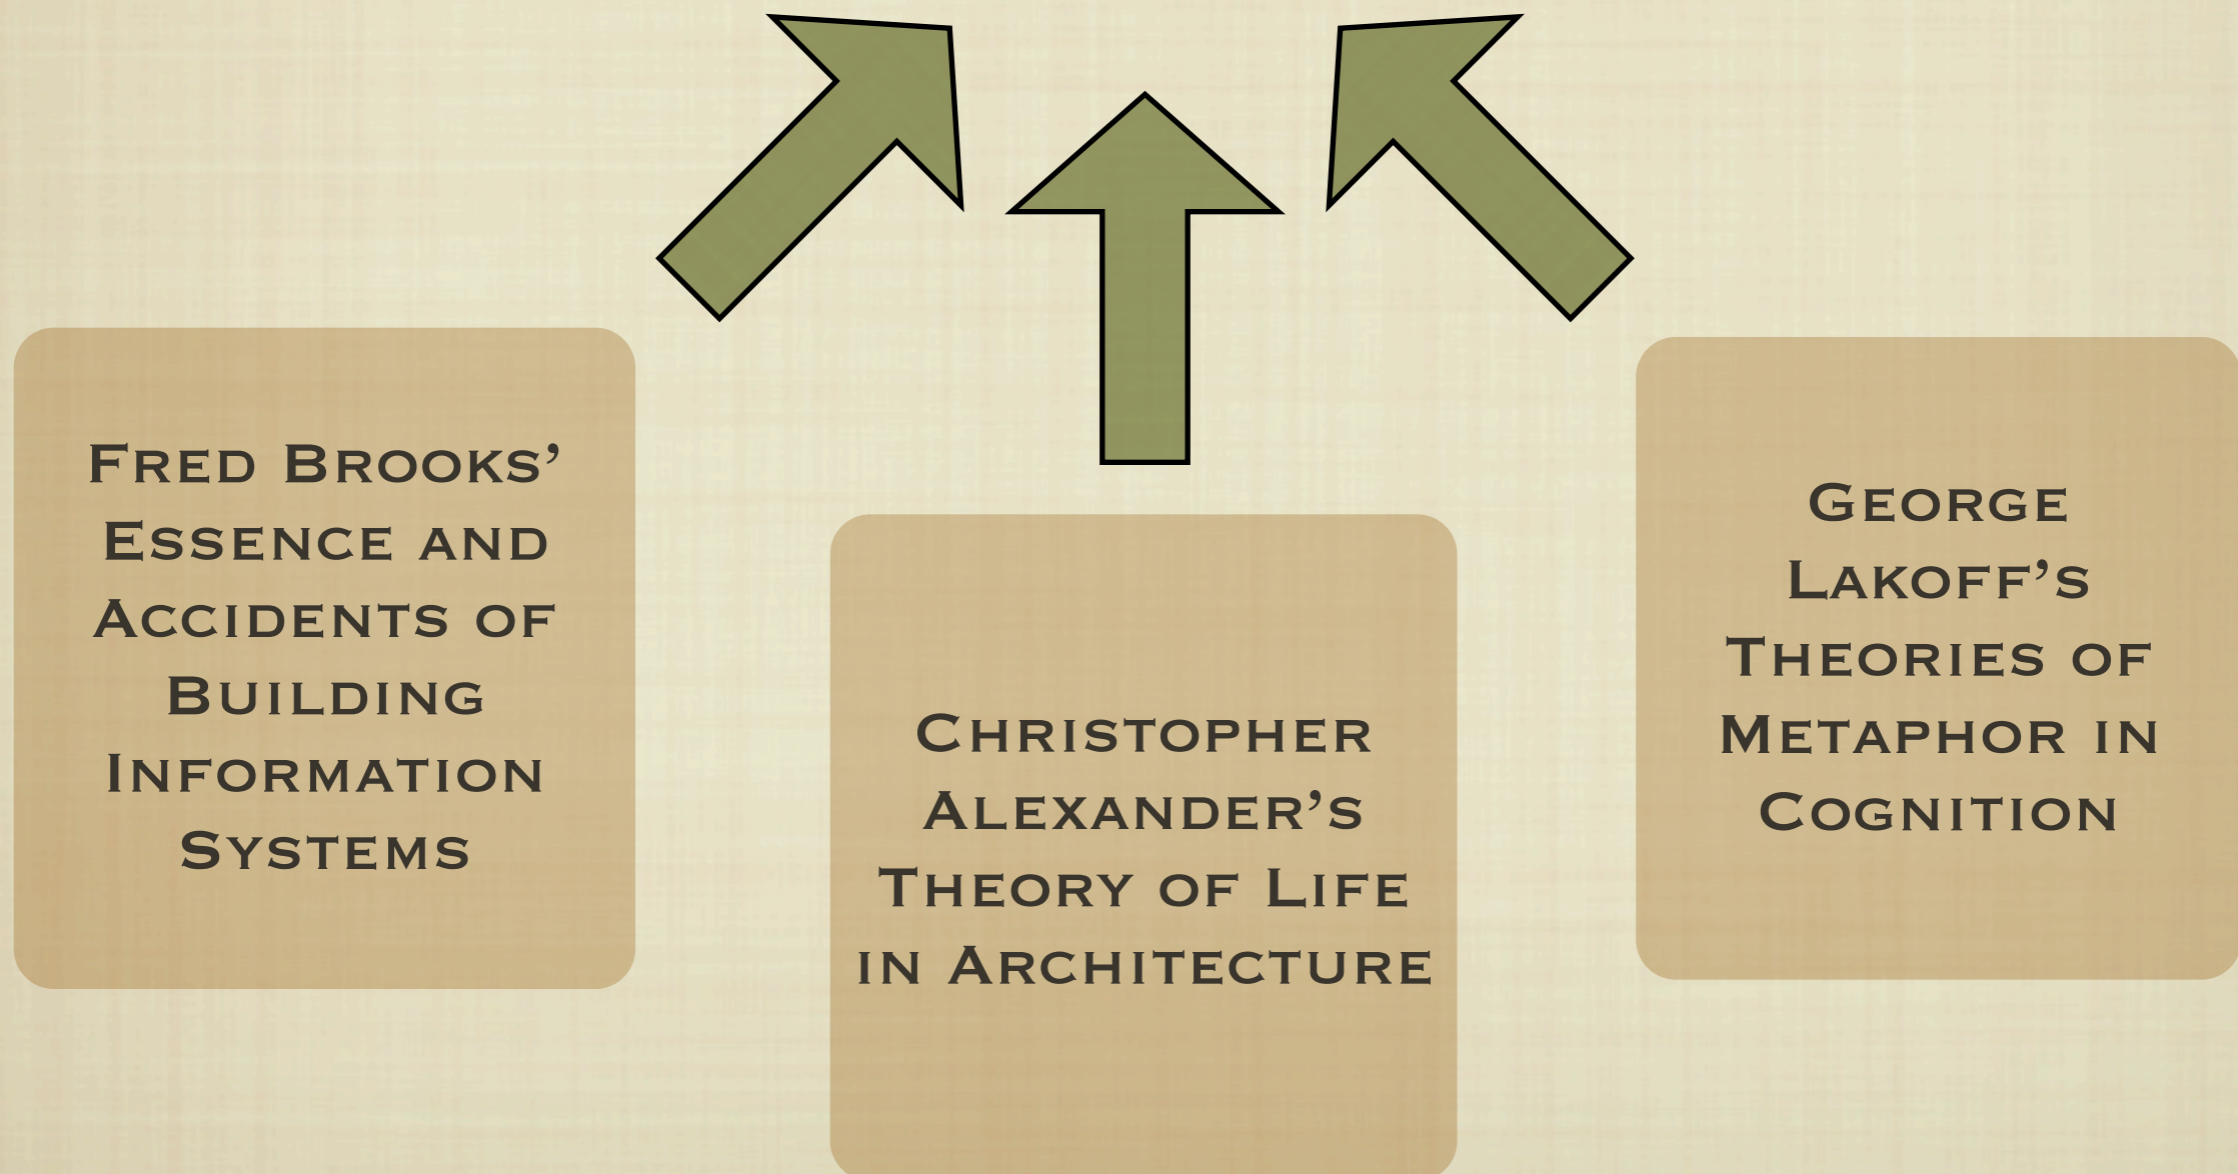 Fred Brooks’
Essence and
Accidents of
Building
Information
Systems
Christopher
Alexander’s
Theory of Life
in Architecture
George
Lakoff’s
Theories of
Metaphor in
Cognition